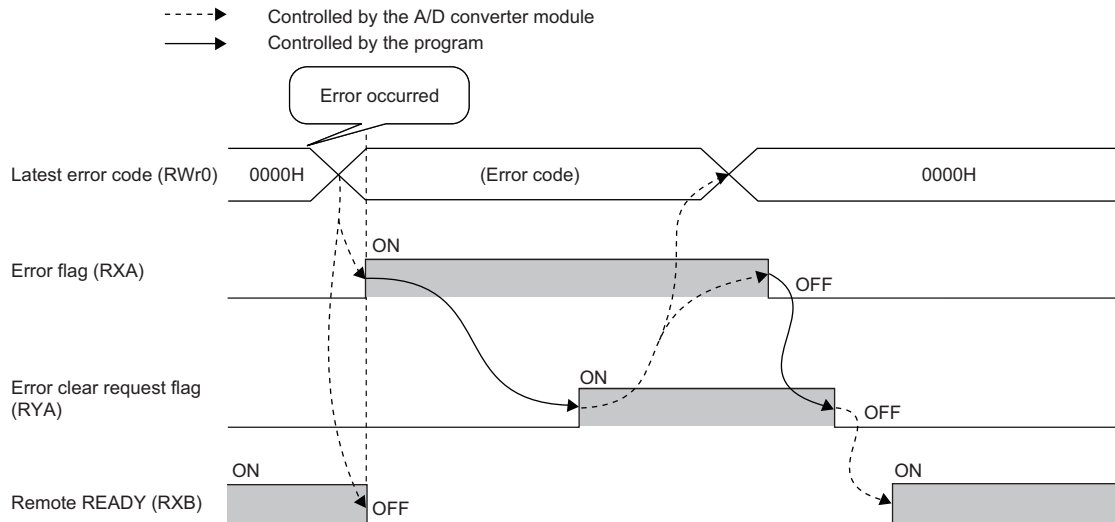 Controlled by the A/D converter module
Controlled by the program
Error occurred
Latest error code (RWr0)
0000H
(Error code)
0000H
ON
Error flag (RXA)
OFF
ON
Error clear request flag
(RYA)
OFF
ON
ON
Remote READY (RXB)
OFF